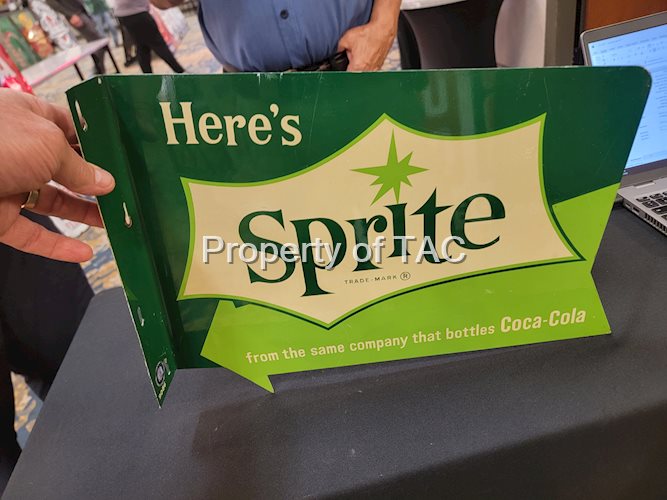 Here's
Sprite
Property of TAC
TRADE-MARK ®
from the same company that bottles Coca-Cola